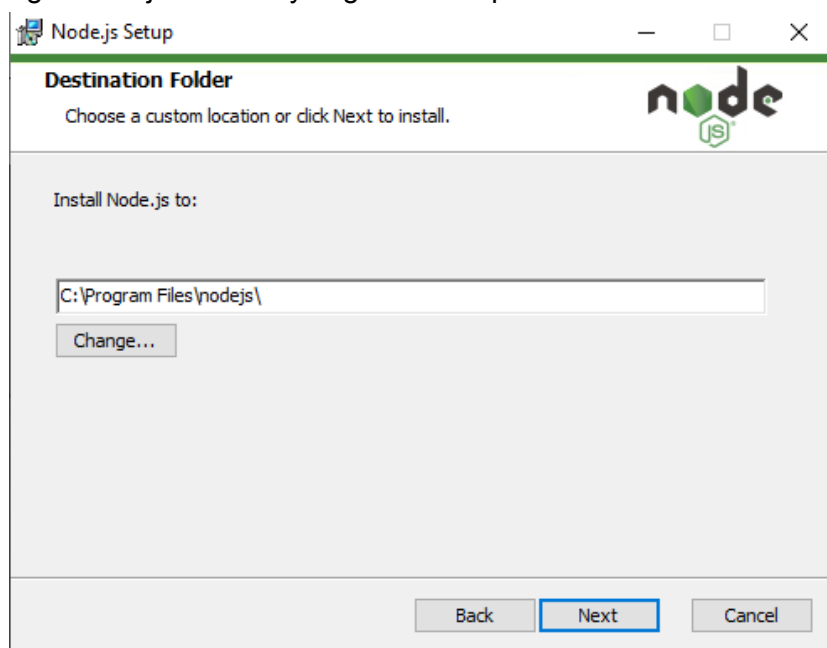 Node.js Setup
Destination Folder
Choose a custom location or click Next to install.
node
JS
Install Node.js to:
C:\Program Files\nodejs\
Change...
Back Next Cancel